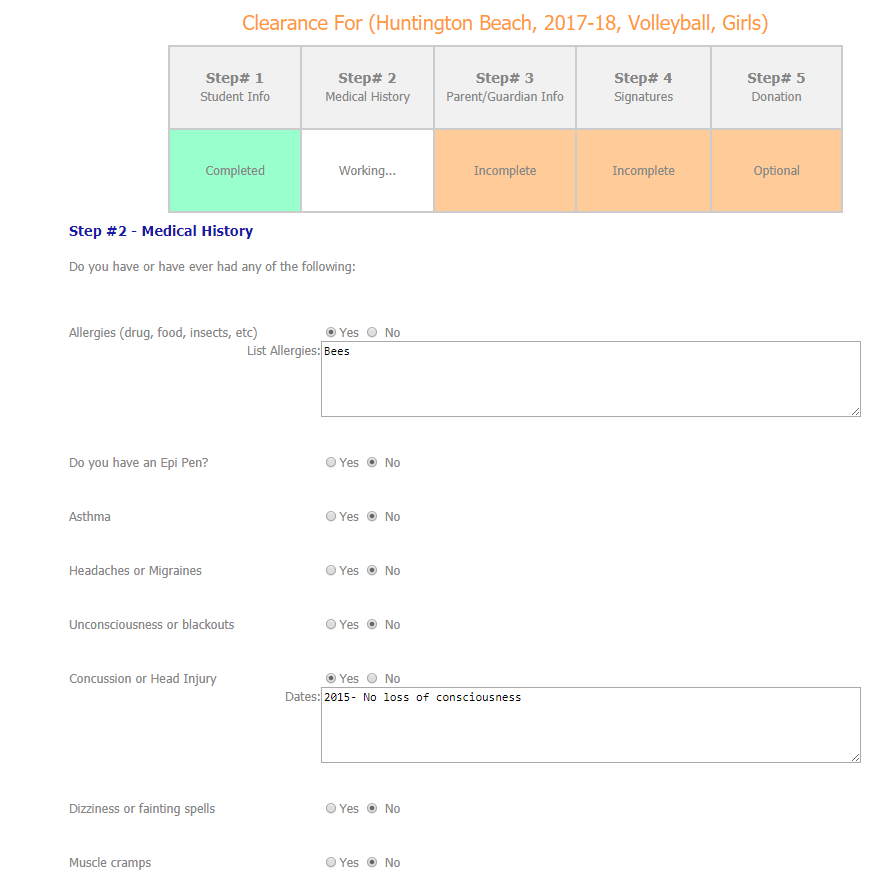 Clearance For (Huntington Beach, 2017-18, Volleyball, Girls)
Step# 1 Step# 2 Step# 3 Step# 4 Step# 5
Student Info Medical History Parent/Guardian Info Signatures Donation
Completed Working... Incomplete Incomplete Optional
Step #2 - Medical History
Do you have or have ever had any of the following:
Allergies (drug, food, insects, etc) Yes No
List Allergies: Bees
Do you have an Epi Pen? Yes No
Asthma Yes No
Headaches or Migraines Yes No
Unconsciousness or blackouts Yes No
Concussion or Head Injury Yes No
Dates: 2015- No loss of consciousness
Dizziness or fainting spells Yes No
Muscle cramps Yes No